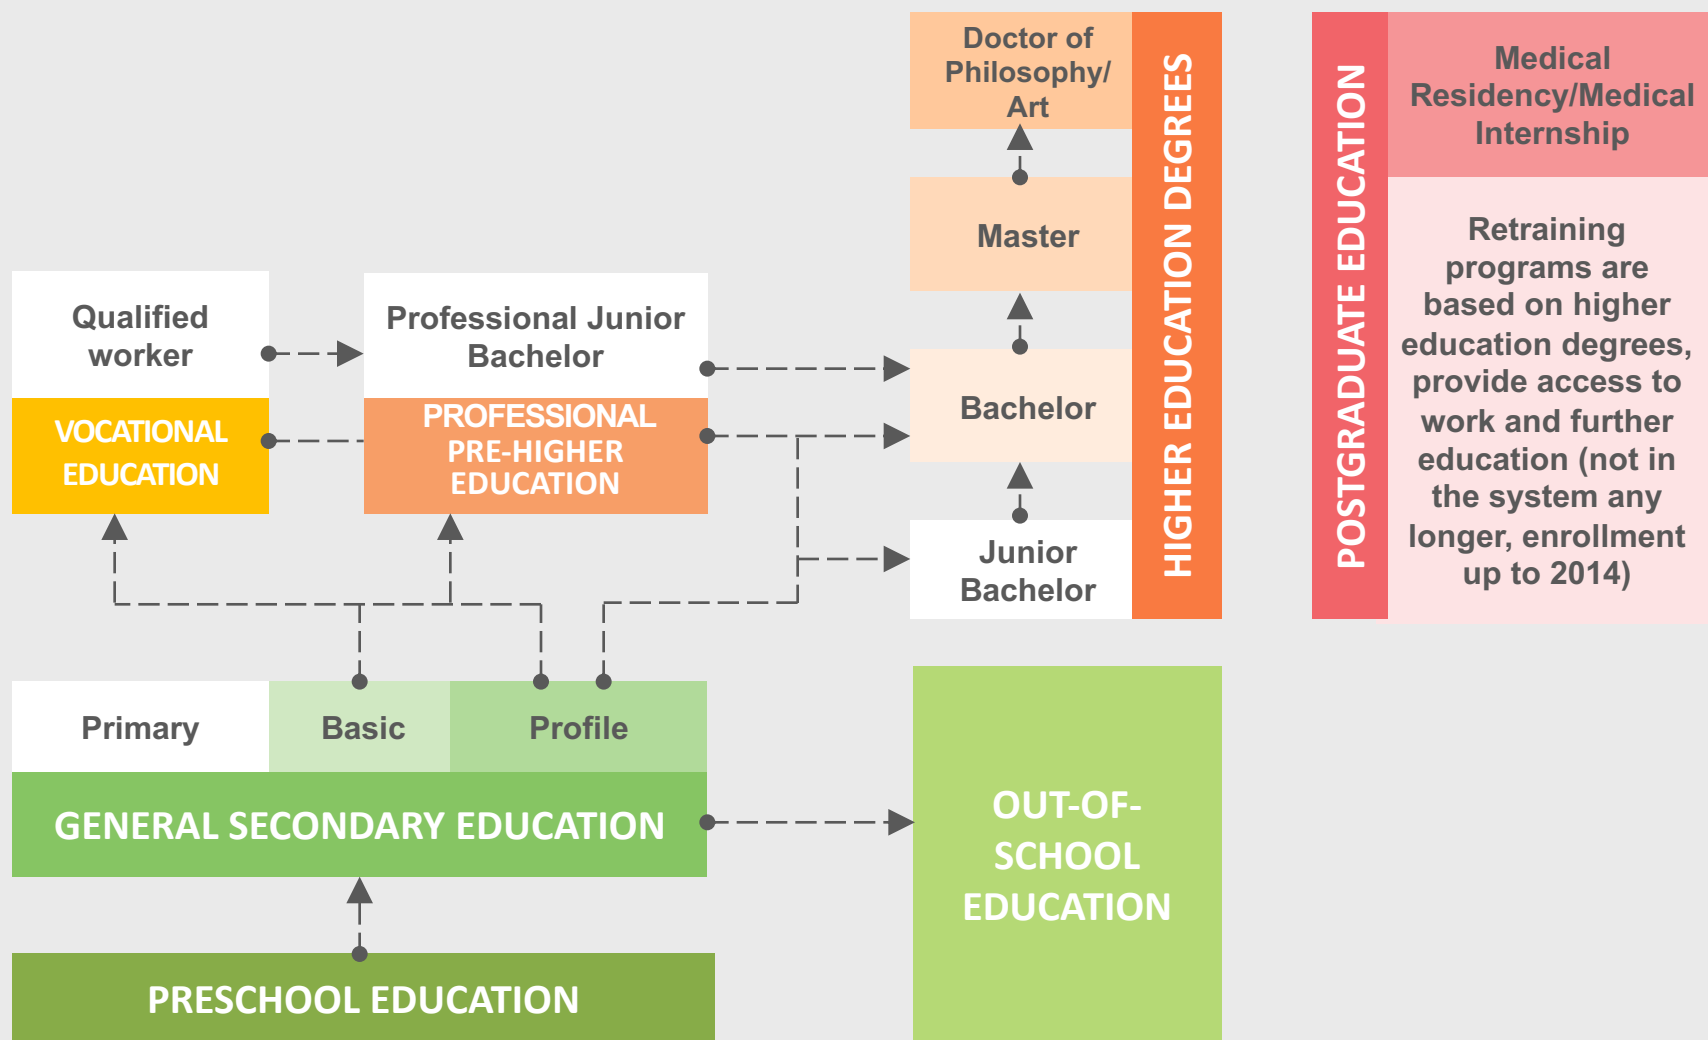 Doctor of
Philosophy/
Art
Master
Bachelor
Junior
Bachelor
HIGHER EDUCATION DEGREES
POSTGRADUATE EDUCATION
Medical
Residency/Medical
Internship
Retraining
programs are
based on higher
education degrees,
provide access to
work and further
education (not in
the system any
longer, enrollment
up to 2014)
Qualified
worker
VOCATIONAL
EDUCATION
Professional Junior
Bachelor
PROFESSIONAL
PRE-HIGHER
EDUCATION
Primary
Basic
Profile
GENERAL SECONDARY EDUCATION
OUT-OF-
SCHOOL
EDUCATION
PRESCHOOL EDUCATION